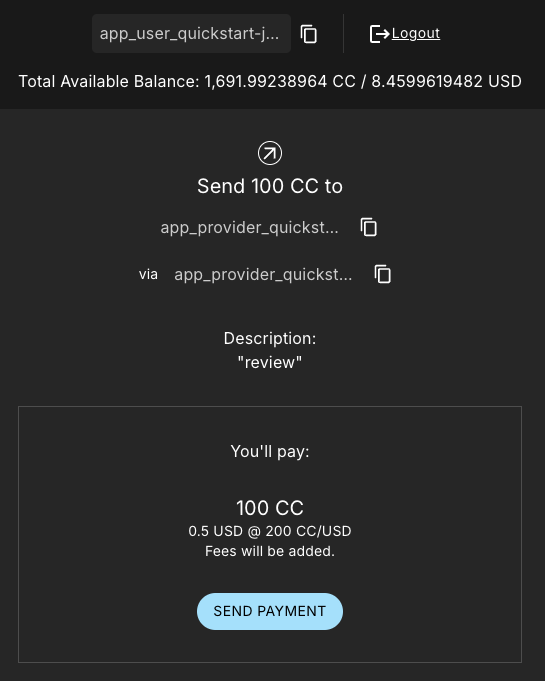 app_user_quickstart-j...
Logout
Total Available Balance: 1,691.99238964 CC / 8.4599619482 USD
Send 100 CC to
app_provider_quickst...
via app_provider_quickst...
Description:
"review"
You'll pay:
100 CC
0.5 USD @ 200 CC/USD
Fees will be added.
SEND PAYMENT